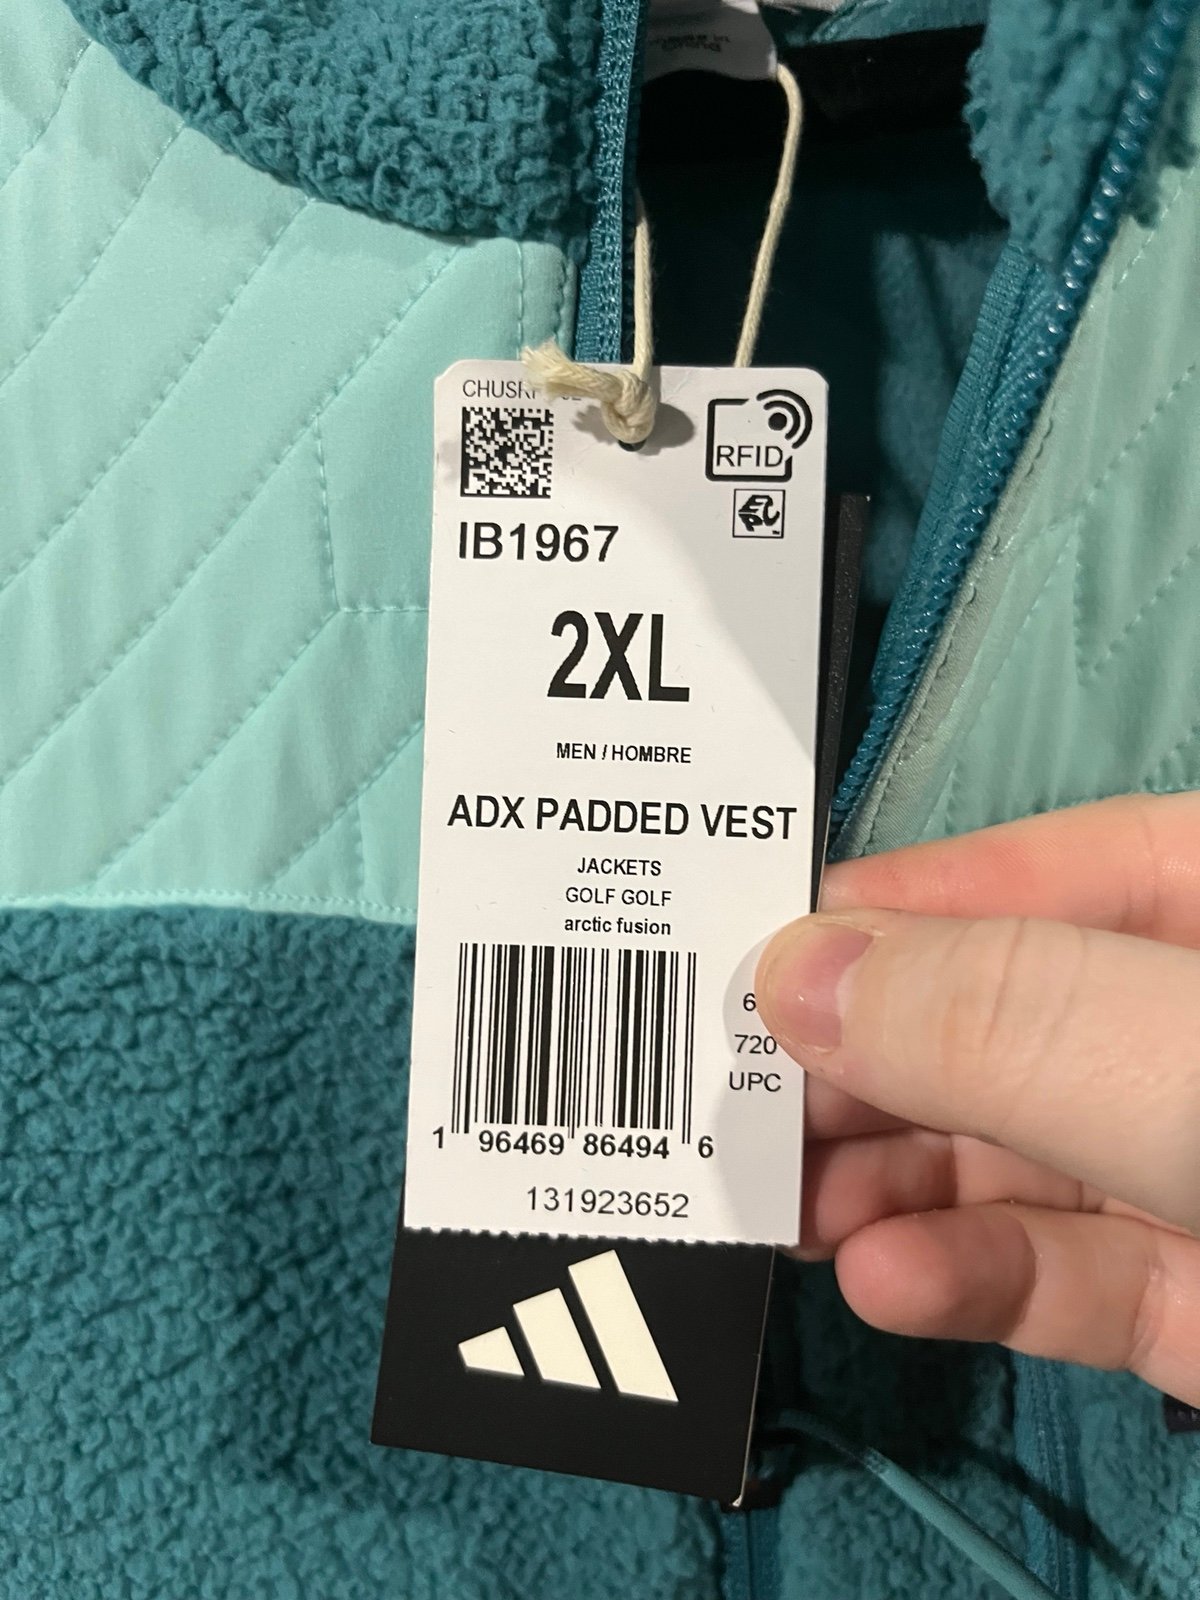 RFID
EPC
IB1967
2XL
MEN / HOMBRE
ADX PADDED VEST
JACKETS
GOLF GOLF
arctic fusion
720
UPC
1 96469 86494 6
131923652